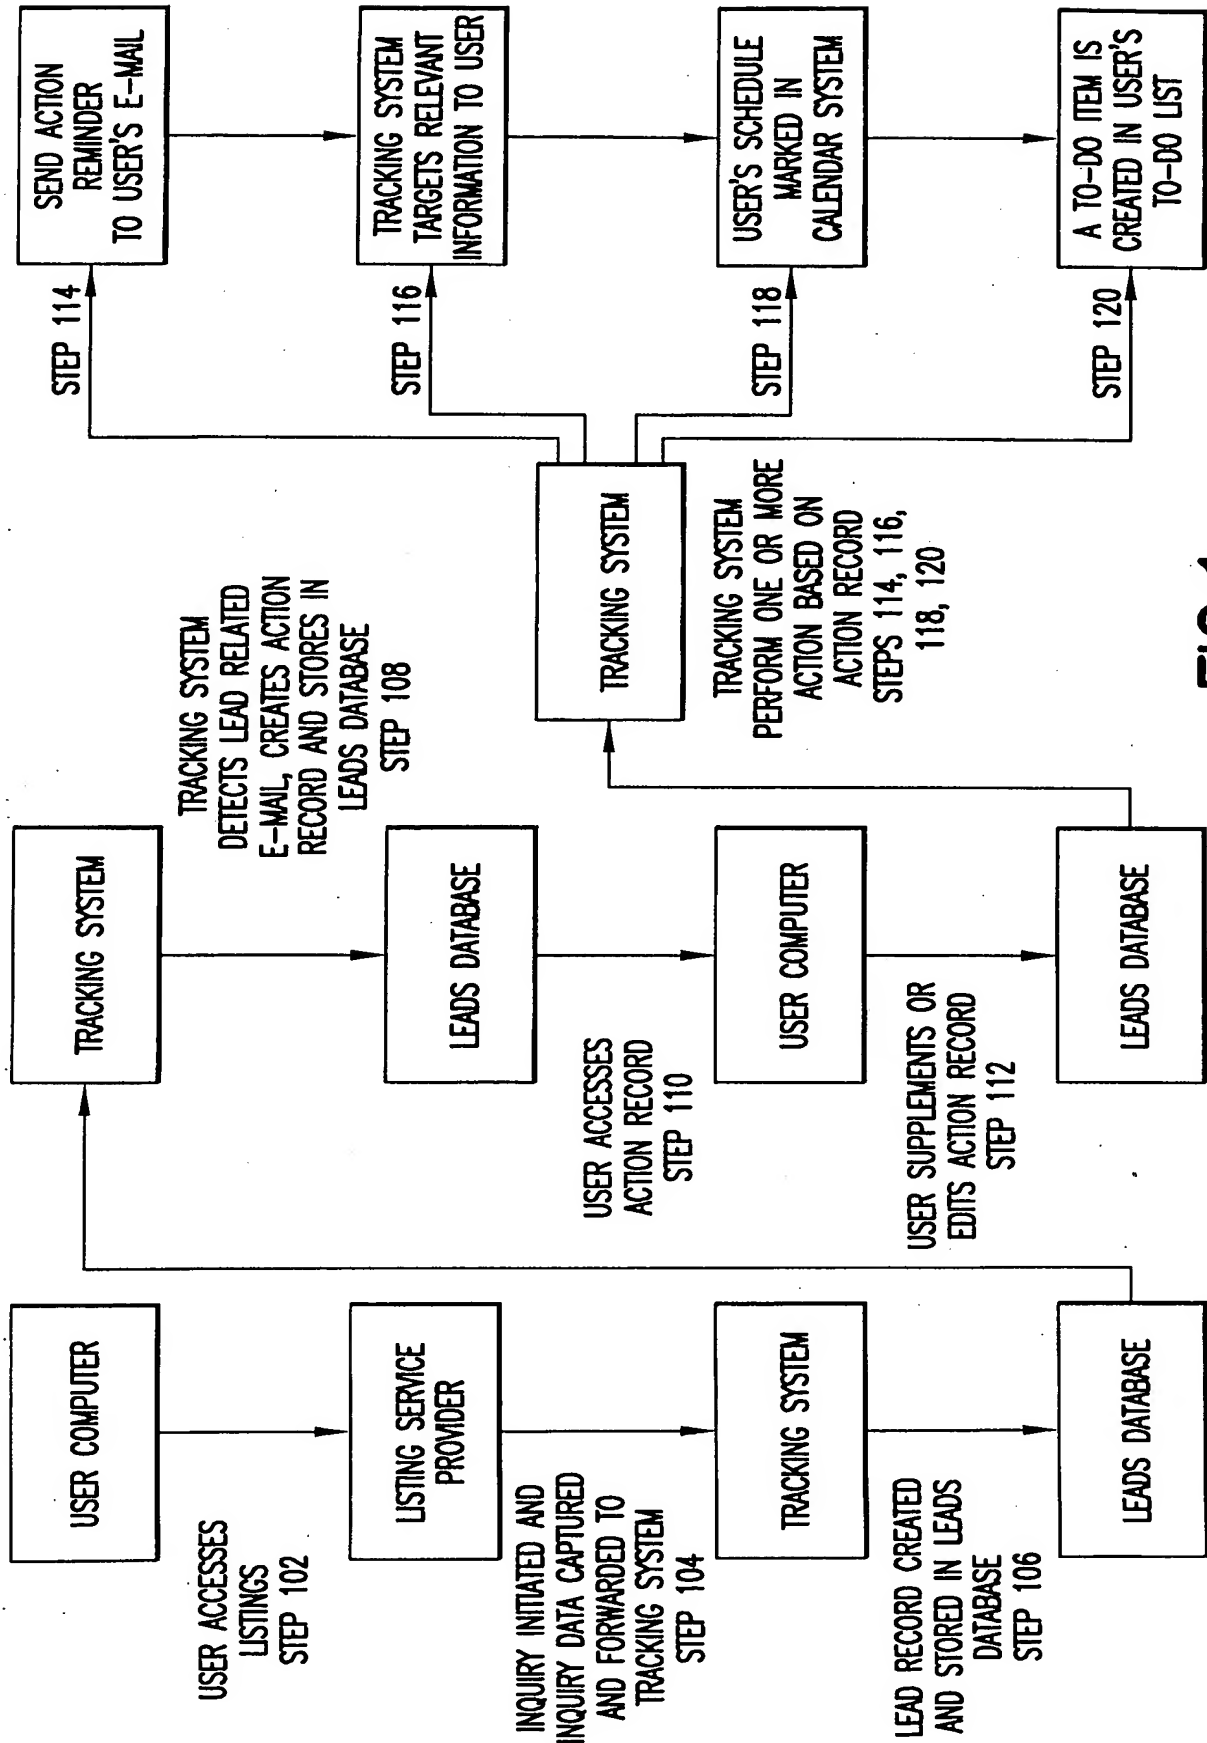 USER COMPUTER
USER ACCESSES
LISTINGS
STEP 102
LISTING SERVICE
PROVIDER
INQUIRY INITIATED AND
INQUIRY DATA CAPTURED
AND FORWARDED TO
TRACKING SYSTEM
STEP 104
TRACKING SYSTEM
LEAD RECORD CREATED
AND STORED IN LEADS
DATABASE
STEP 106
LEADS DATABASE
TRACKING SYSTEM
TRACKING SYSTEM
DETECTS LEAD RELATED
E-MAIL, CREATES ACTION
RECORD AND STORES IN
LEADS DATABASE
STEP 108
LEADS DATABASE
USER ACCESSES
ACTION RECORD
STEP 110
USER COMPUTER
USER SUPPLEMENTS OR
EDITS ACTION RECORD
STEP 112
LEADS DATABASE
TRACKING SYSTEM
TRACKING SYSTEM
PERFORM ONE OR MORE
ACTION BASED ON
ACTION RECORD
STEPS 114, 116,
118, 120
STEP 114
SEND ACTION
REMINDER
TO USER'S E-MAIL
STEP 116
TRACKING SYSTEM
TARGETS RELEVANT
INFORMATION TO USER
STEP 118
USER'S SCHEDULE
MARKED IN
CALENDAR SYSTEM
STEP 120
A TO-DO ITEM IS
CREATED IN USER'S
TO-DO LIST